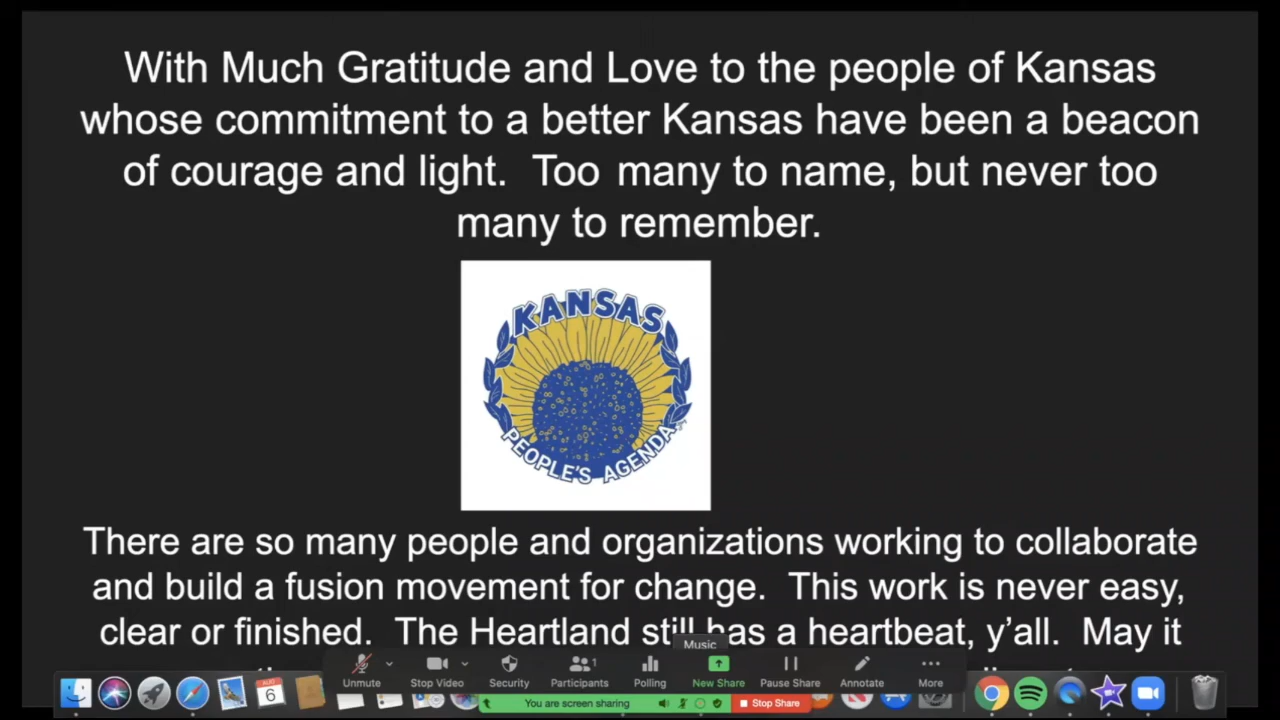 With Much Gratitude and Love to the people of Kansas
whose commitment to a better Kansas have been a beacon
of courage and light. Too many to name, but never too
many to remember.
KANSAS
PEOPLE'S AGENDA
There are so many people and organizations working to collaborate
and build a fusion movement for change. This work is never easy,
clear or finished. The Heartland still has a heartbeat, y'all. May it
Music
1
Unmute Stop Video Security Participants Polling New Share Pause Share Annotate More
AUG
6
You are screen sharing Stop Share